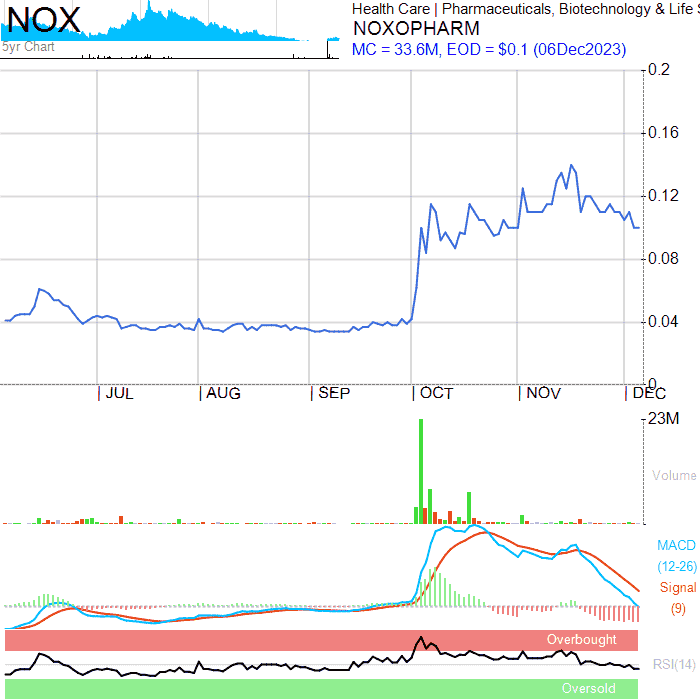 NOX
5yr Chart
Health Care | Pharmaceuticals, Biotechnology & Life S
NOXOPHARM
MC = 33.6M, EOD = $0.1 (06Dec2023)
0.2
0.16
0.12
0.08
0.04
0
JUL AUG SEP OCT NOV DEC
23M
Volume
MACD
(12-26)
Signal
(9)
Overbought
RSI(14)
Oversold